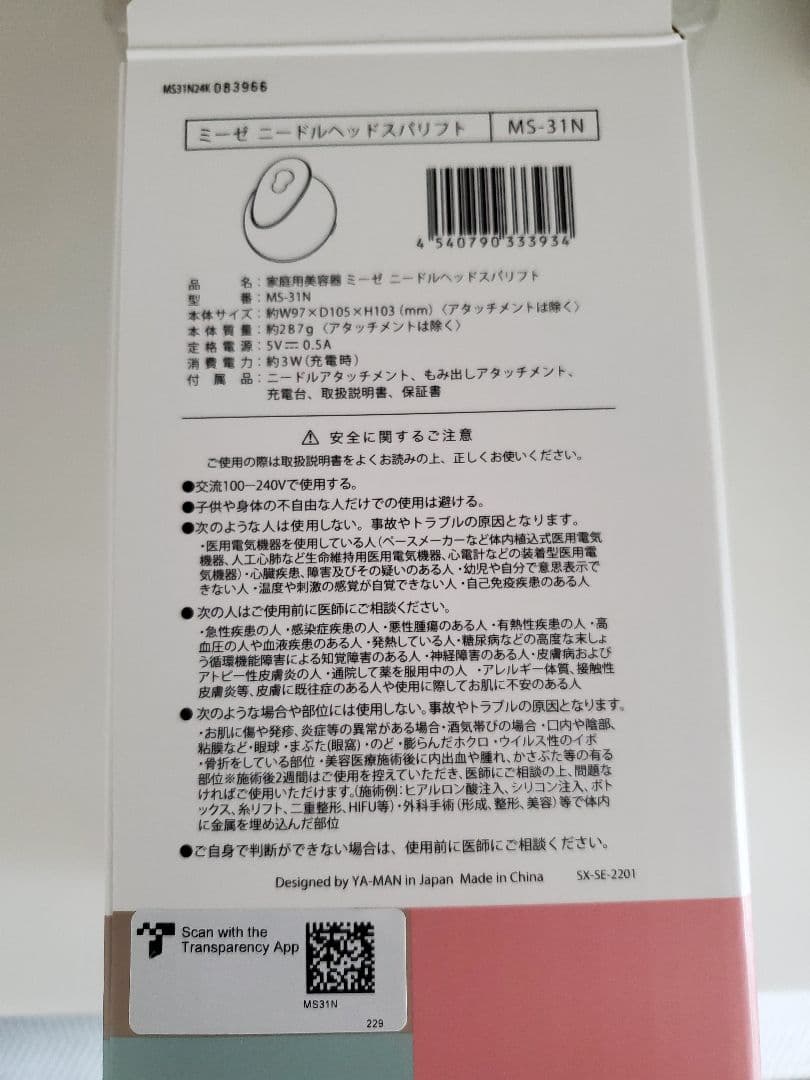 MS31N24K 083966
ミーゼ ニードルヘッドスパリフト MS-31N
4 540790 333934
品名：家庭用美容器 ミーゼ ニードルヘッドスパリフト
型番：MS-31N
本体サイズ：約W97×D105×H103 (mm)〈アタッチメントは除く〉
本体質量：約287g〈アタッチメントは除く〉
定格電源：5V⎓0.5A
消費電力：約3W(充電時)
付属品：ニードルアタッチメント、もみ出しアタッチメント、
充電台、取扱説明書、保証書
⚠ 安全に関するご注意
ご使用の際は取扱説明書をよくお読みの上、正しくお使いください。
●交流100−240Vで使用する。
●子供や身体の不自由な人だけでの使用は避ける。
●次のような人は使用しない。事故やトラブルの原因となります。
・医用電気機器を使用している人(ペースメーカーなど体内植込式医用電気
機器、人工心肺など生命維持用医用電気機器、心電計などの装着型医用電
気機器)・心臓疾患、障害及びその疑いのある人・幼児や自分で意思表示で
きない人・温度や刺激の感覚が自覚できない人・自己免疫疾患のある人
● 次の人はご使用前に医師にご相談ください。
・急性疾患の人・感染症疾患の人・悪性腫瘍のある人・有熱性疾患の人・高
血圧の人や血液疾患のある人・発熱している人・糖尿病などの高度な末しょ
う循環機能障害による知覚障害のある人・神経障害のある人・皮膚病および
アトピー性皮膚炎の人・通院して薬を服用中の人 ・アレルギー体質、接触性
皮膚炎等、皮膚に既往症のある人や使用に際してお肌に不安のある人
● 次のような場合や部位には使用しない。事故やトラブルの原因となります。
・お肌に傷や発疹、炎症等の異常がある場合・酒気帯びの場合・口内や陰部、
粘膜など・眼球・まぶた(眼窩)・のど・膨らんだホクロ・ウイルス性のイボ
・骨折をしている部位・美容医療施術後に内出血や腫れ、かさぶた等の有る
部位※施術後2週間はご使用を控えていただき、医師にご相談の上、問題な
ければご使用いただけます。(施術例：ヒアルロン酸注入、シリコン注入、ボト
ックス、糸リフト、二重整形、HIFU等)・外科手術(形成、整形、美容)等で体内
に金属を埋め込んだ部位
●ご自身で判断ができない場合は、使用前に医師にご相談ください。
Designed by YA-MAN in Japan Made in China SX-SE-2201
Scan with the
Transparency App
MS31N
229